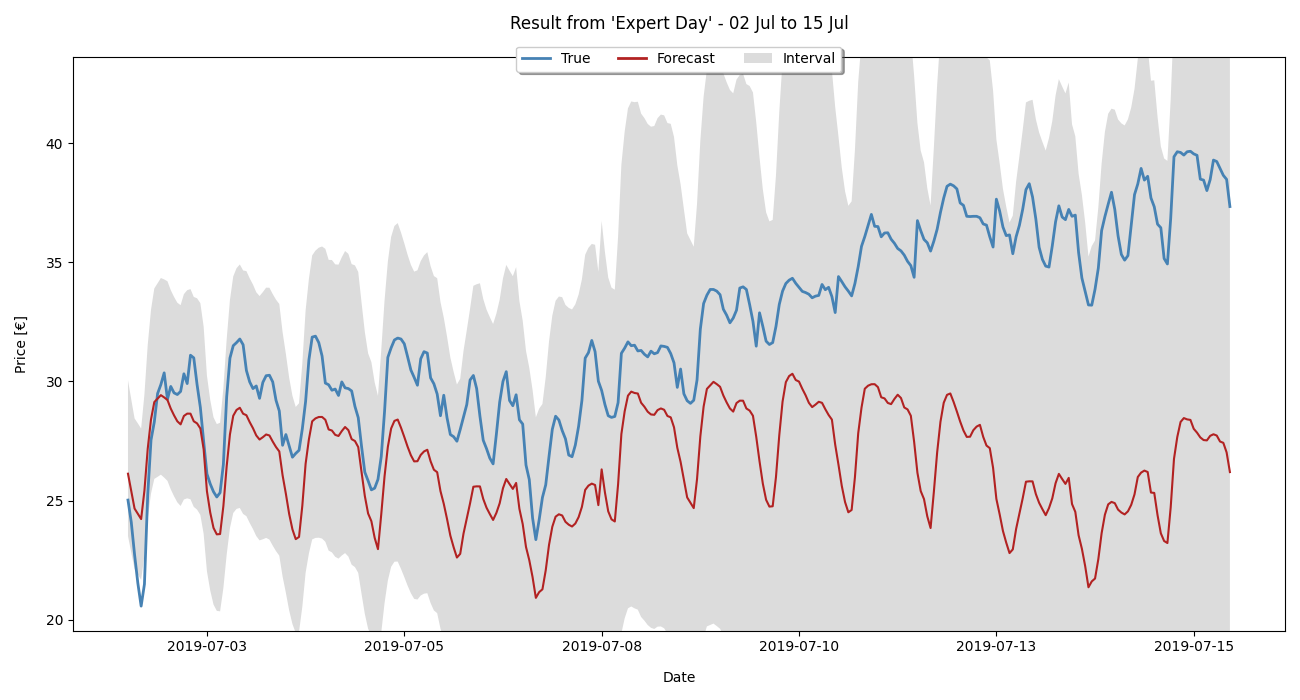 Result from 'Expert Day' - 02 Jul to 15 Jul
True Forecast Interval
Price [€]
40
35
30
25
20
2019-07-03 2019-07-05 2019-07-08 2019-07-10 2019-07-13 2019-07-15
Date